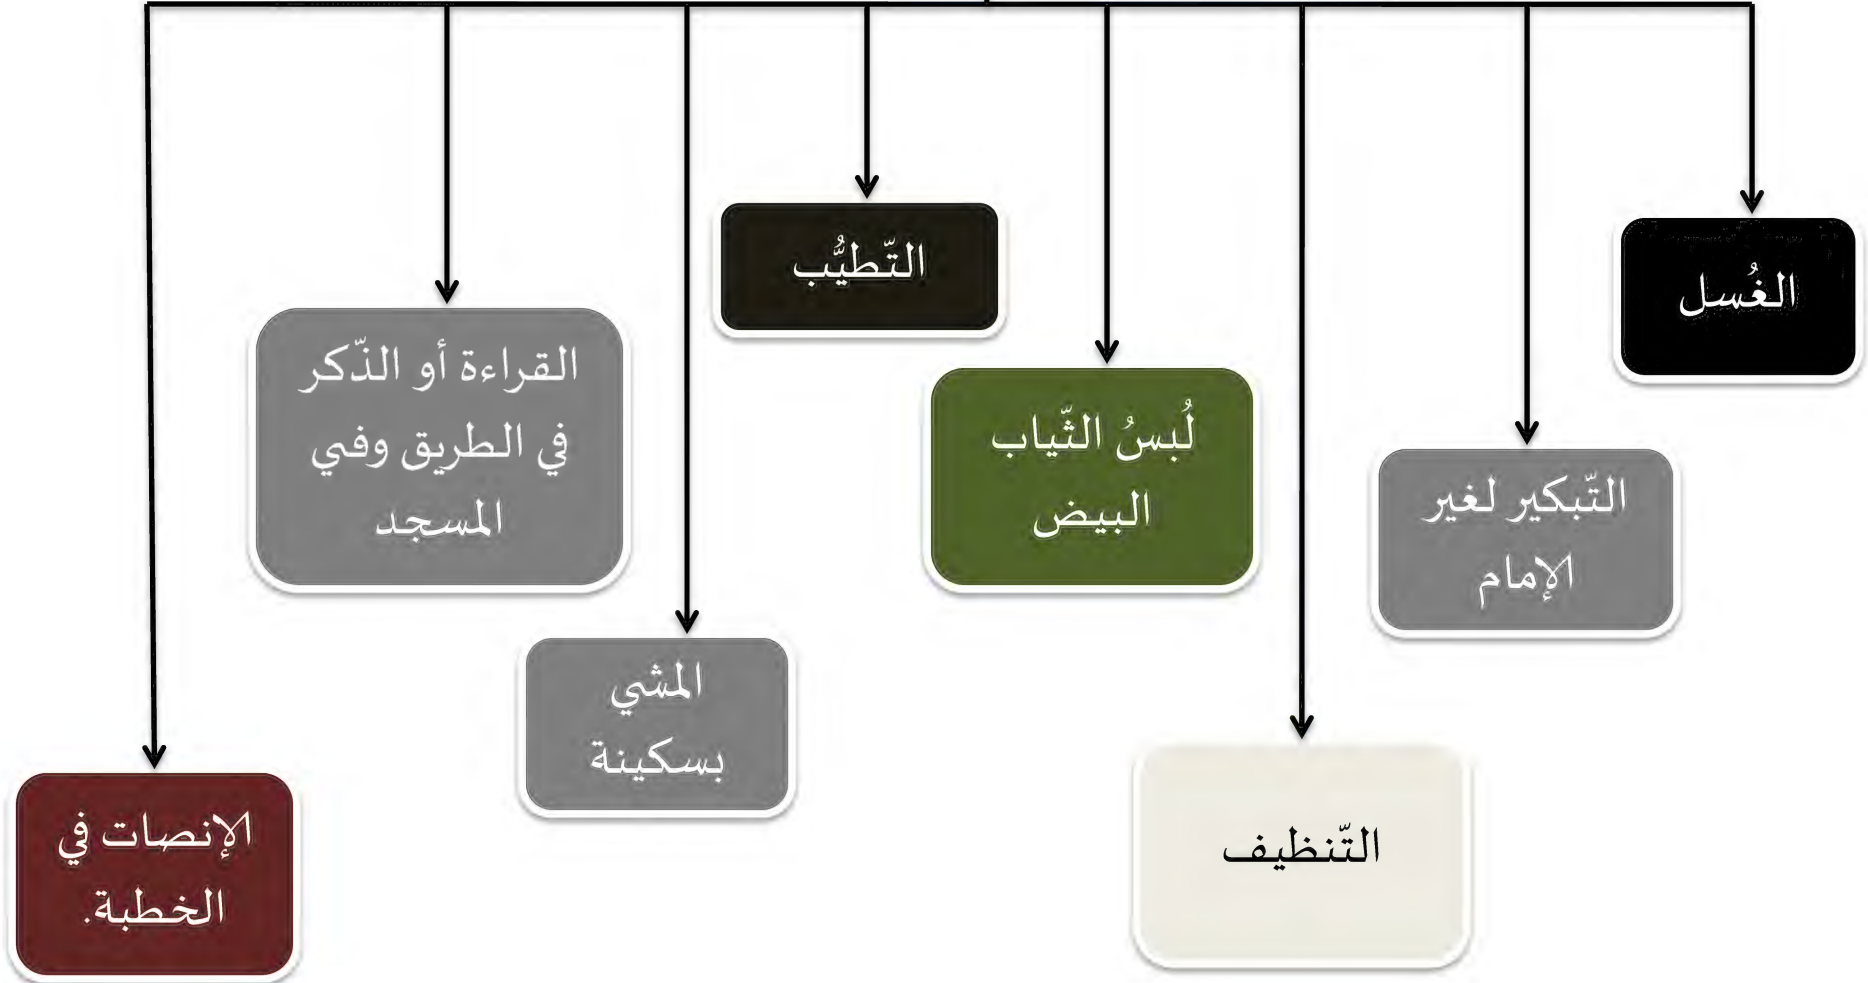 الغُسل
التّبكير لغير
الإمام
التّنظيف
لُبسُ الثّياب
البيض
التّطيُّب
المشي
بسكينة
القراءة أو الذّكر
في الطريق وفي
المسجد
الإنصات في
الخطبة.